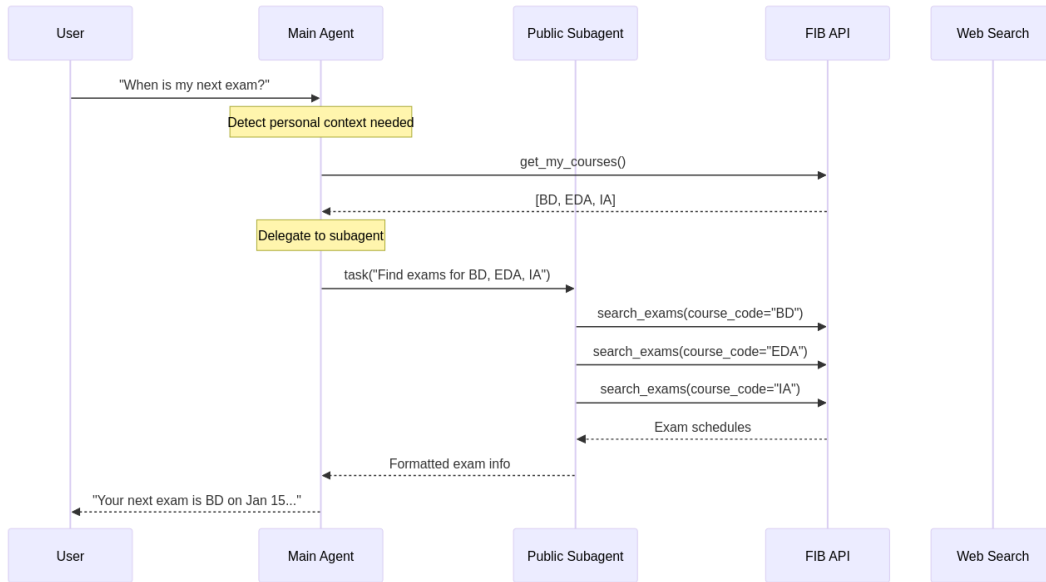 User
Main Agent
Public Subagent
FIB API
Web Search
"When is my next exam?"
Detect personal context needed
get_my_courses()
[BD, EDA, IA]
Delegate to subagent
task("Find exams for BD, EDA, IA")
search_exams(course_code="BD")
search_exams(course_code="EDA")
search_exams(course_code="IA")
Exam schedules
Formatted exam info
"Your next exam is BD on Jan 15..."
User
Main Agent
Public Subagent
FIB API
Web Search